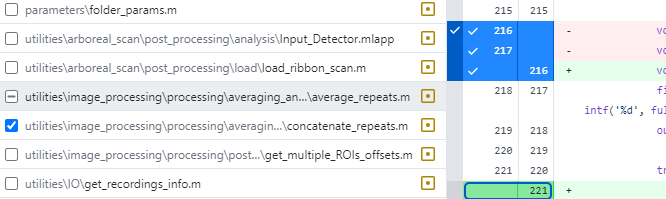 parameters\folder_params.m
utilities\arboreal_scan\post_processing\analysis\Input_Detector.mlapp
utilities\arboreal_scan\post_processing\load\load_ribbon_scan.m
utilities\image_processing\processing\averaging_an...\average_repeats.m
utilities\image_processing\processing\averagin...\concatenate_repeats.m
utilities\image_processing\processing\post...\get_multiple_ROIs_offsets.m
utilities\IO\get_recordings_info.m
215 215
216 - vo
217 - vo
216 + vo
218 217 fi
intf('%d', ful
219 218 ou
220 219
221 220 tr
221 +